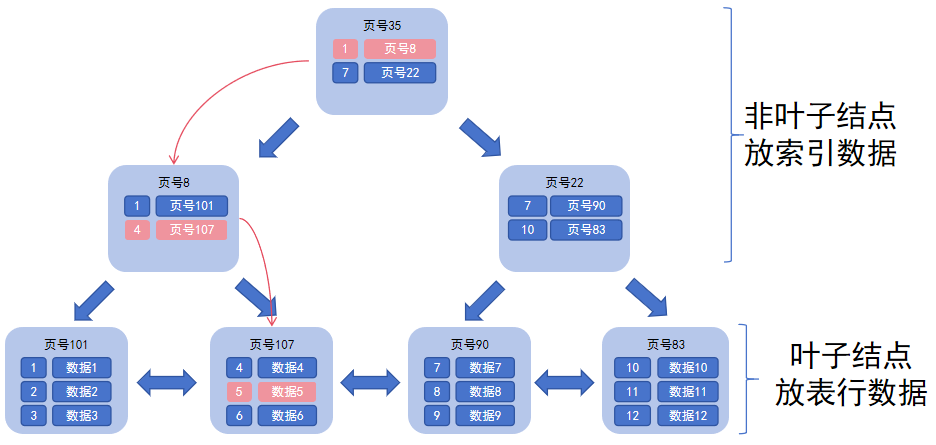 页号35
1 页号8
7 页号22
非叶子结点
放索引数据
页号8
1 页号101
4 页号107
页号22
7 页号90
10 页号83
页号101
1 数据1
2 数据2
3 数据3
页号107
4 数据4
5 数据5
6 数据6
页号90
7 数据7
8 数据8
9 数据9
页号83
10 数据10
11 数据11
12 数据12
叶子结点
放表行数据